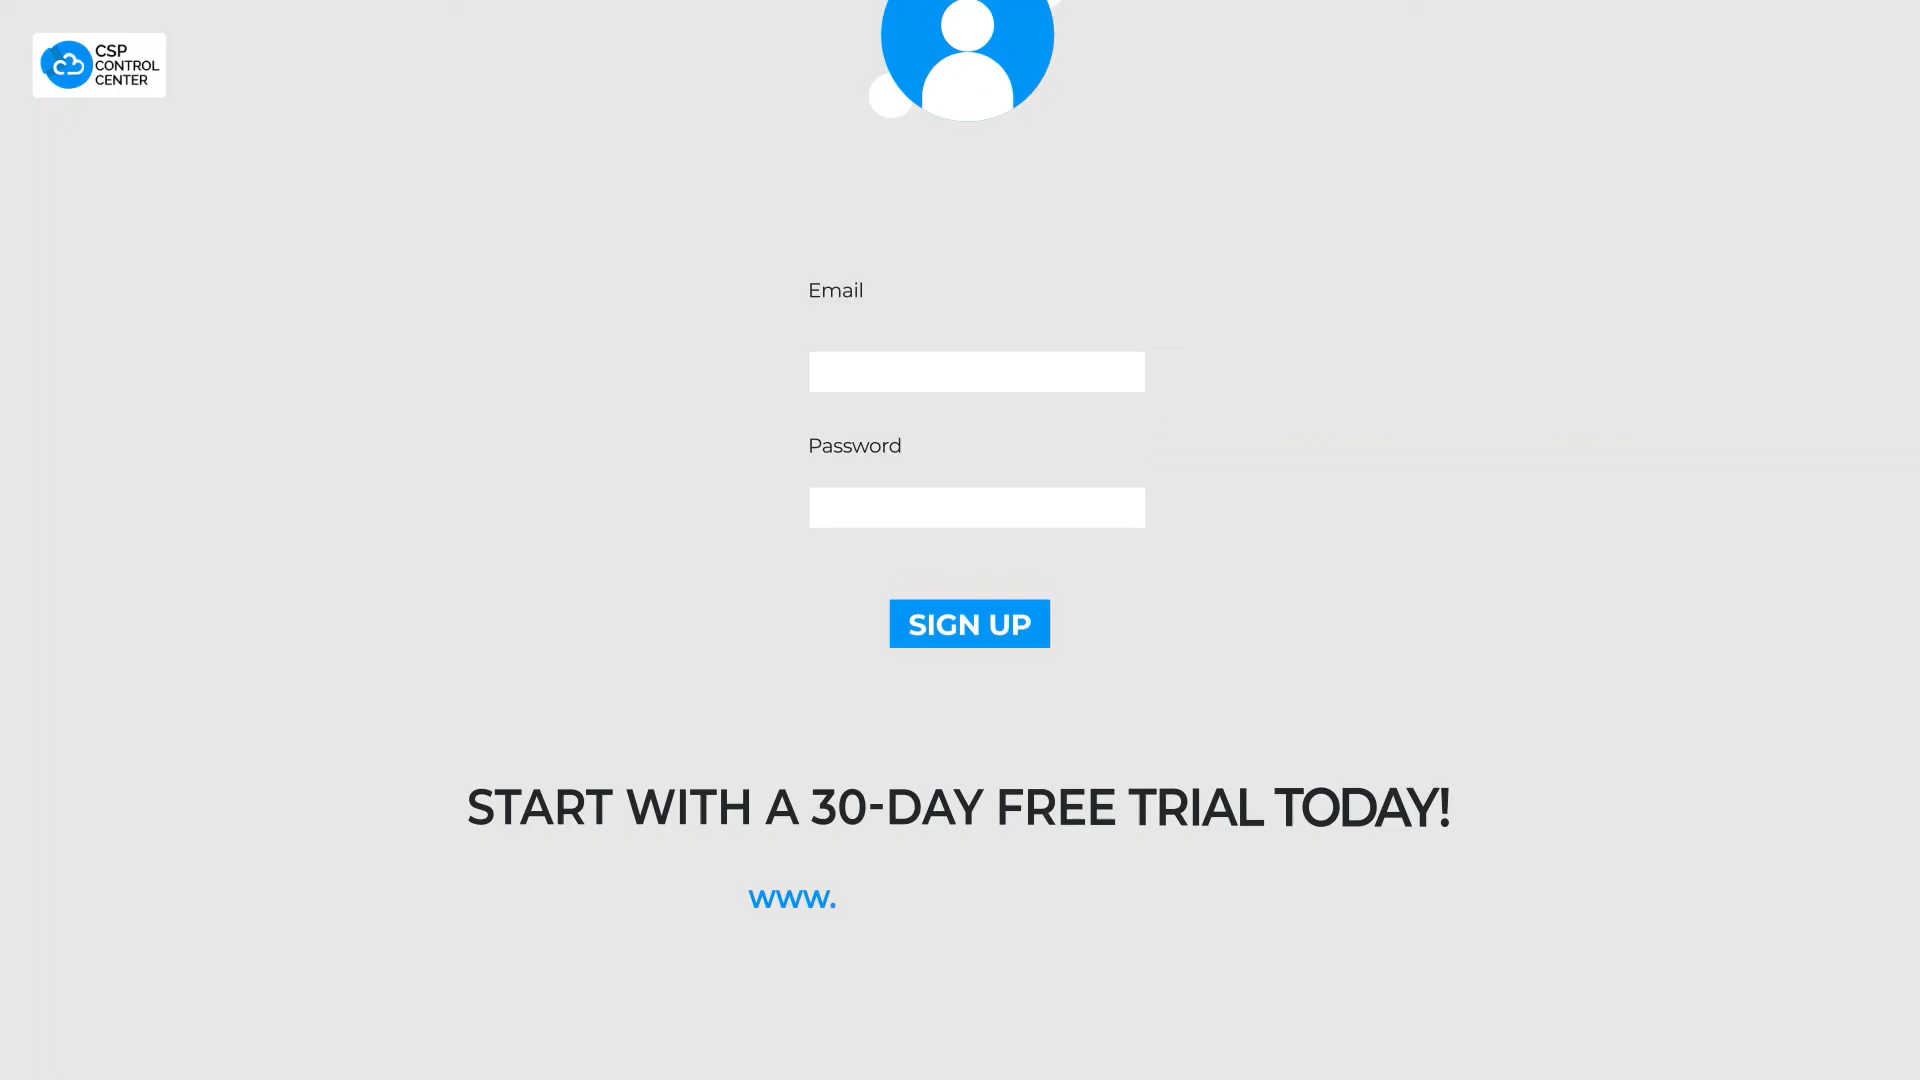 CSP
CONTROL
CENTER
Email
Password
SIGN UP
START WITH A 30-DAY FREE TRIAL TODAY!
www.